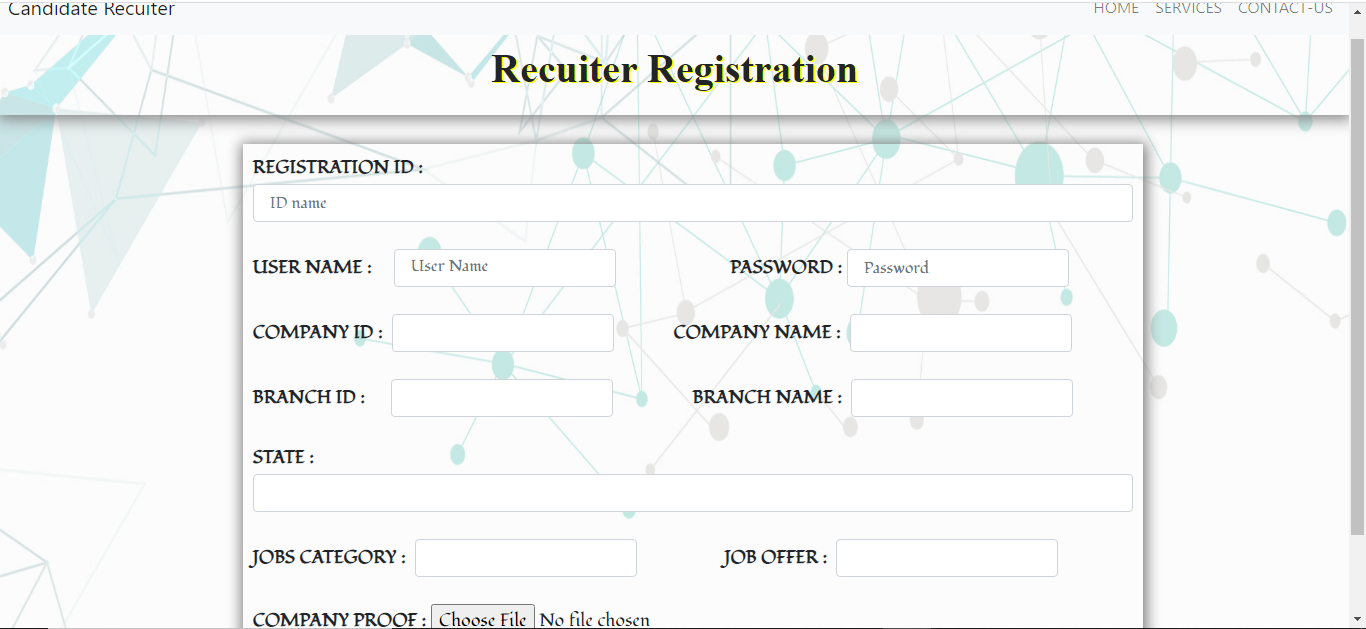 Candidate Recuiter HOME SERVICES CONTACT-US
Recuiter Registration
REGISTRATION ID :
ID name
USER NAME : User Name PASSWORD : Password
COMPANY ID : COMPANY NAME :
BRANCH ID : BRANCH NAME :
STATE :
JOBS CATEGORY : JOB OFFER :
COMPANY PROOF : Choose File No file chosen